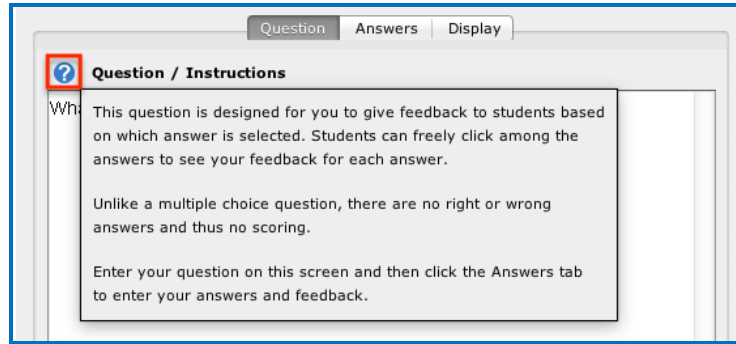 Question Answers Display
? Question / Instructions
Wh
This question is designed for you to give feedback to students based
on which answer is selected. Students can freely click among the
answers to see your feedback for each answer.
Unlike a multiple choice question, there are no right or wrong
answers and thus no scoring.
Enter your question on this screen and then click the Answers tab
to enter your answers and feedback.